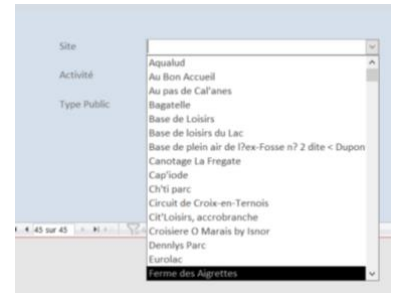 Site
Aqualud
Activité
Au Bon Accueil
Au pas de Cal'anes
Type Public
Bagatelle
Base de Loisirs
Base de loisirs du Lac
Base de plein air de l?ex-Fosse n? 2 dite < Dupon
Canotage La Fregate
Cap'iode
Ch'ti parc
Circuit de Croix-en-Ternois
Cit'Loisirs, accrobranche
45 sur 45
Croisiere O Marais by Isnor
Dennlys Parc
Eurolac
Ferme des Aigrettes